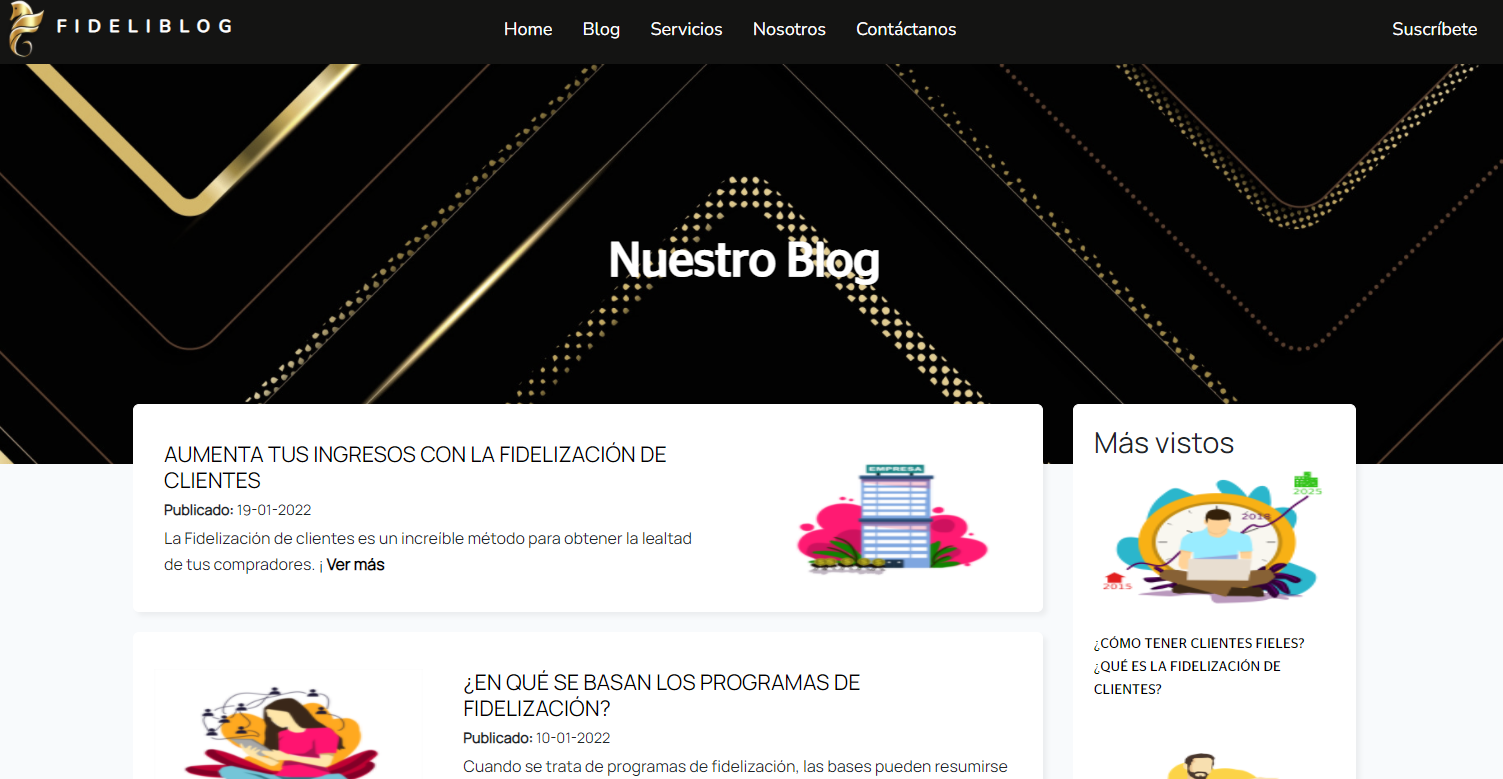 FIDELIBLOG
Home
Blog
Servicios
Nosotros
Contáctanos
Suscríbete
Nuestro Blog
AUMENTA TUS INGRESOS CON LA FIDELIZACIÓN DE
CLIENTES
Publicado: 19-01-2022
La Fidelización de clientes es un increíble método para obtener la lealtad
de tus compradores. ¡ Ver más
EMPRESA
¿EN QUÉ SE BASAN LOS PROGRAMAS DE
FIDELIZACIÓN?
Publicado: 10-01-2022
Cuando se trata de programas de fidelización, las bases pueden resumirse
Más vistos
2025
2018
2015
¿CÓMO TENER CLIENTES FIELES?
¿QUÉ ES LA FIDELIZACIÓN DE
CLIENTES?